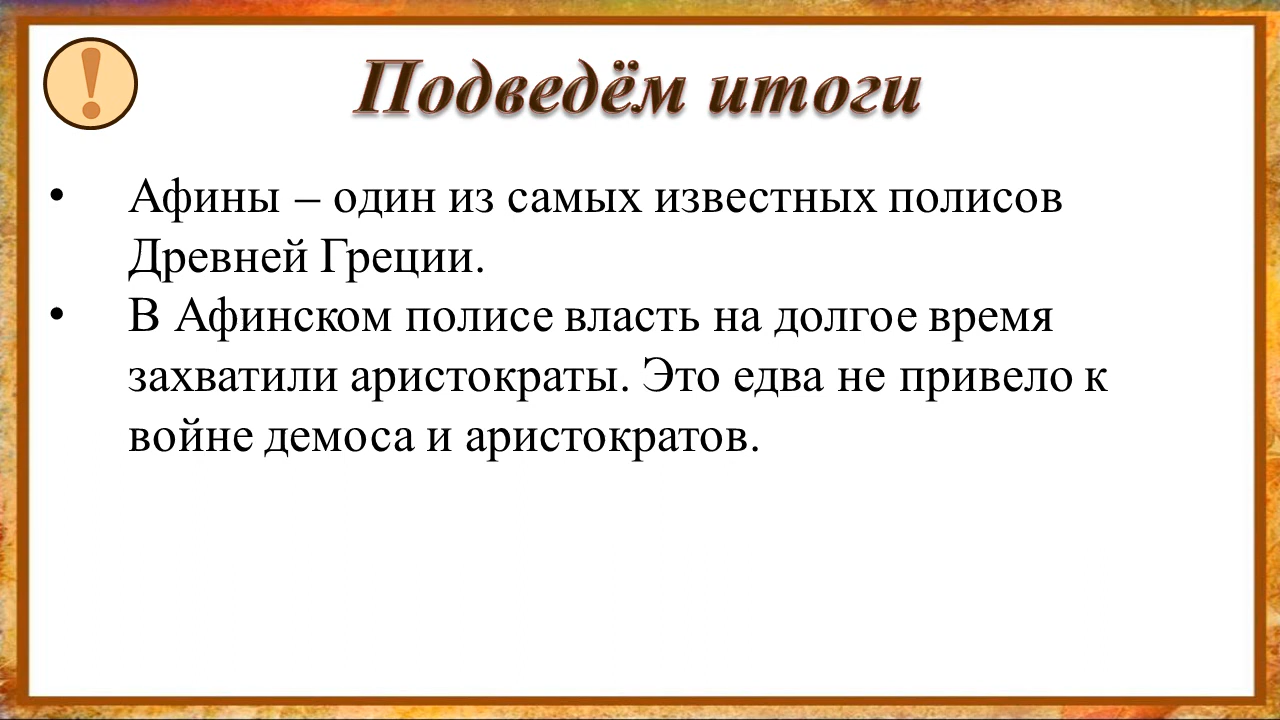 Подведём итоги
• Афины – один из самых известных полисов
Древней Греции.
• В Афинском полисе власть на долгое время
захватили аристократы. Это едва не привело к
войне демоса и аристократов.